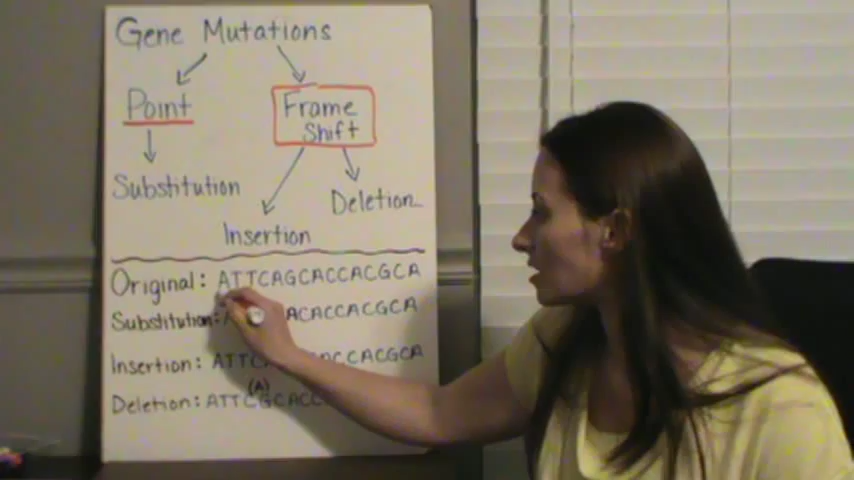 Gene Mutations
Point
Frame
Shift
Substitution
Deletion
Insertion
Original: ATTCAGCACCACGCA
Substitution: ACACCACGCA
Insertion: ATTC CCACGCA
(A)
Deletion: ATTCGCACC